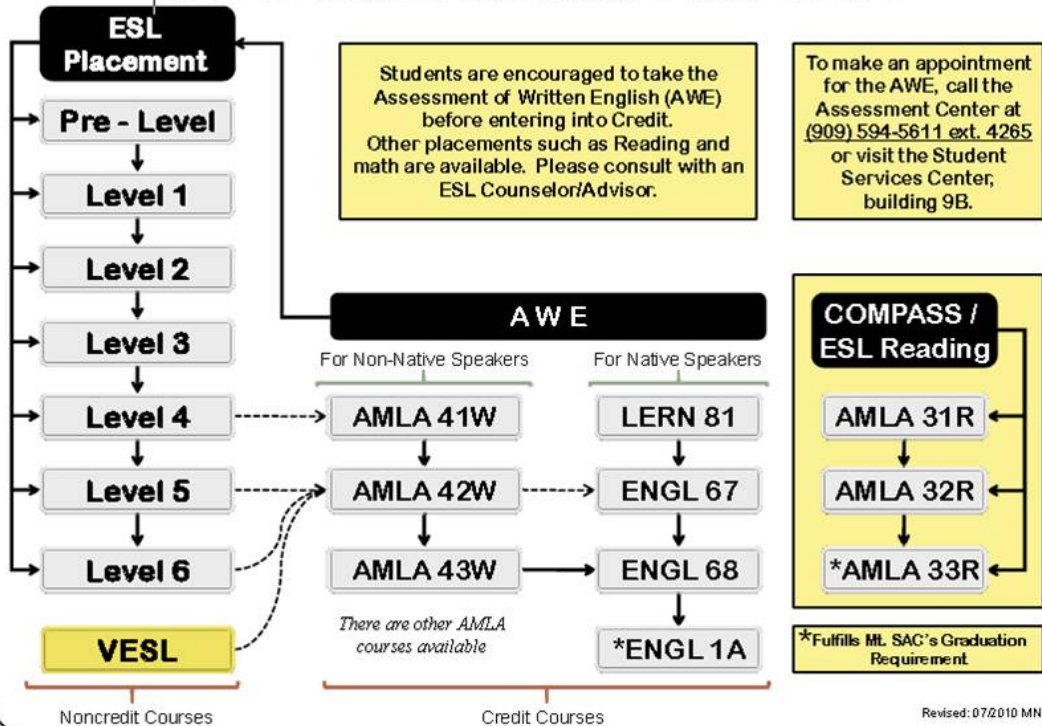 ESL
Placement
Pre - Level
Level 1
Level 2
Level 3
Level 4
Level 5
Level 6
VESL
Noncredit Courses
Students are encouraged to take the
Assessment of Written English (AWE)
before entering into Credit.
Other placements such as Reading and
math are available. Please consult with an
ESL Counselor/Advisor.
To make an appointment
for the AWE, call the
Assessment Center at
(909) 594-5611 ext. 4265
or visit the Student
Services Center,
building 9B.
A W E
For Non-Native Speakers
AMLA 41W
AMLA 42W
AMLA 43W
There are other AMLA
courses available
For Native Speakers
LERN 81
ENGL 67
ENGL 68
*ENGL 1A
Credit Courses
COMPASS /
ESL Reading
AMLA 31R
AMLA 32R
*AMLA 33R
*Fulfills Mt. SAC's Graduation
Requirement
Revised: 07/2010 MN